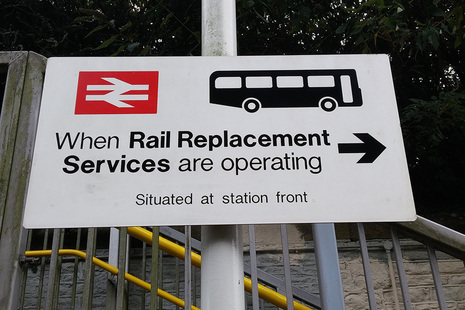 When Rail Replacement
Services are operating
Situated at station front